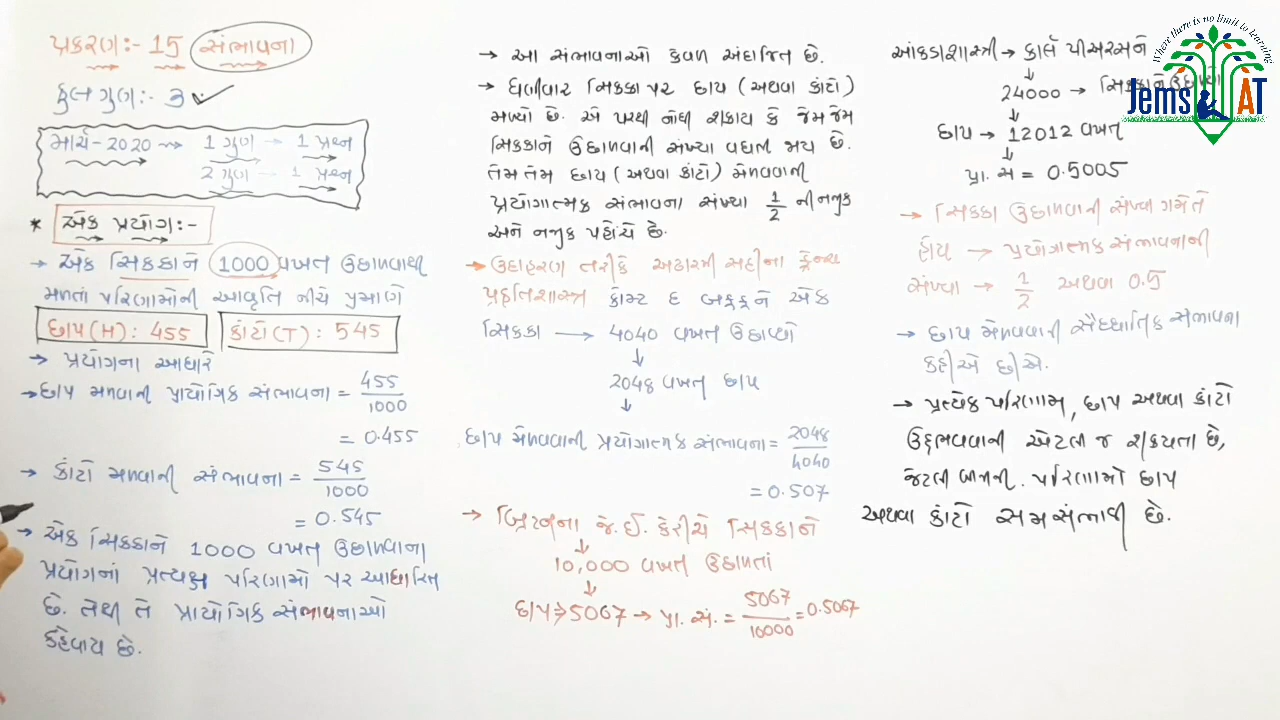 પ્રકરણ:- 15 સંભાવના
કુલ ગુણ:- 3
માર્ચ-2020 → 1 ગુણ → 1 પ્રશ્ન
2 ગુણ → 1 પ્રશ્ન
* એક પ્રયોગ:-
→ એક સિક્કાને 1000 વખત ઉછાળવાથી
મળતાં પરિણામોની આવૃતિ નીચે પ્રમાણે
છાપ(H): 455 કાંટો(T): 545
→ પ્રયોગના આધારે
→ છાપ મળવાની પ્રાયોગિક સંભાવના = 455/1000
= 0.455
→ કાંટો મળવાની સંભાવના = 545/1000
= 0.545
→ એક સિક્કાને 1000 વખત ઉછાળવાના
પ્રયોગનાં પ્રત્યક્ષ પરિણામો પર આધારિત
છે. તેથી તે પ્રાયોગિક સંભાવનાઓ
કહેવાય છે.
→ આ સંભાવનાઓ કેવળ અંદાજિત છે.
→ ઘણીવાર સિક્કા પર છાપ (અથવા કાંટો)
મળ્યો છે. એ પરથી નોંધી શકાય કે જેમ જેમ
સિક્કાને ઉછાળવાની સંખ્યા વધતી જાય છે.
તેમ તેમ છાપ (અથવા કાંટો) મેળવવાની
પ્રયોગાત્મક સંભાવના સંખ્યા 1/2 ની નજીક
અને નજીક પહોંચે છે.
→ ઉદાહરણ તરીકે અઢારમી સદીના ફ્રેન્ચ
પ્રકૃતિશાસ્ત્ર કોમ્ટ દ બફૂને એક
સિક્કા → 4040 વખત ઉછાળ્યો
↓
2048 વખત છાપ
↓
છાપ મેળવવાની પ્રયોગાત્મક સંભાવના = 2048/4040
= 0.507
→ બ્રિટનના જે. ઈ. કેરીચે સિક્કાને
↓
10,000 વખત ઉછાળતાં
↓
છાપ → 5067 → પ્રા. સં. = 5067/10000 = 0.5067
આંકડાશાસ્ત્રી → કાર્લ પીઅરસને
↓
24000 → સિક્કાને
↓
છાપ → 12012 વખત
↓
પ્રા. સં = 0.5005
→ સિક્કા ઉછાળવાની સંખ્યા ગમે તે
હોય → પ્રયોગાત્મક સંભાવનાની
સંખ્યા → 1/2 અથવા 0.5
→ છાપ મેળવવાની સૈદ્ધાંતિક સંભાવના
કહીએ છીએ.
→ પ્રત્યેક પરિણામ, છાપ અથવા કાંટો
ઉદ્દભવવાની એટલી જ શક્યતા છે,
જેટલી બાજની. પરિણામો છાપ
અથવા કાંટો સમસંભાવી છે.
Where there is no limit to learning
Jems AT